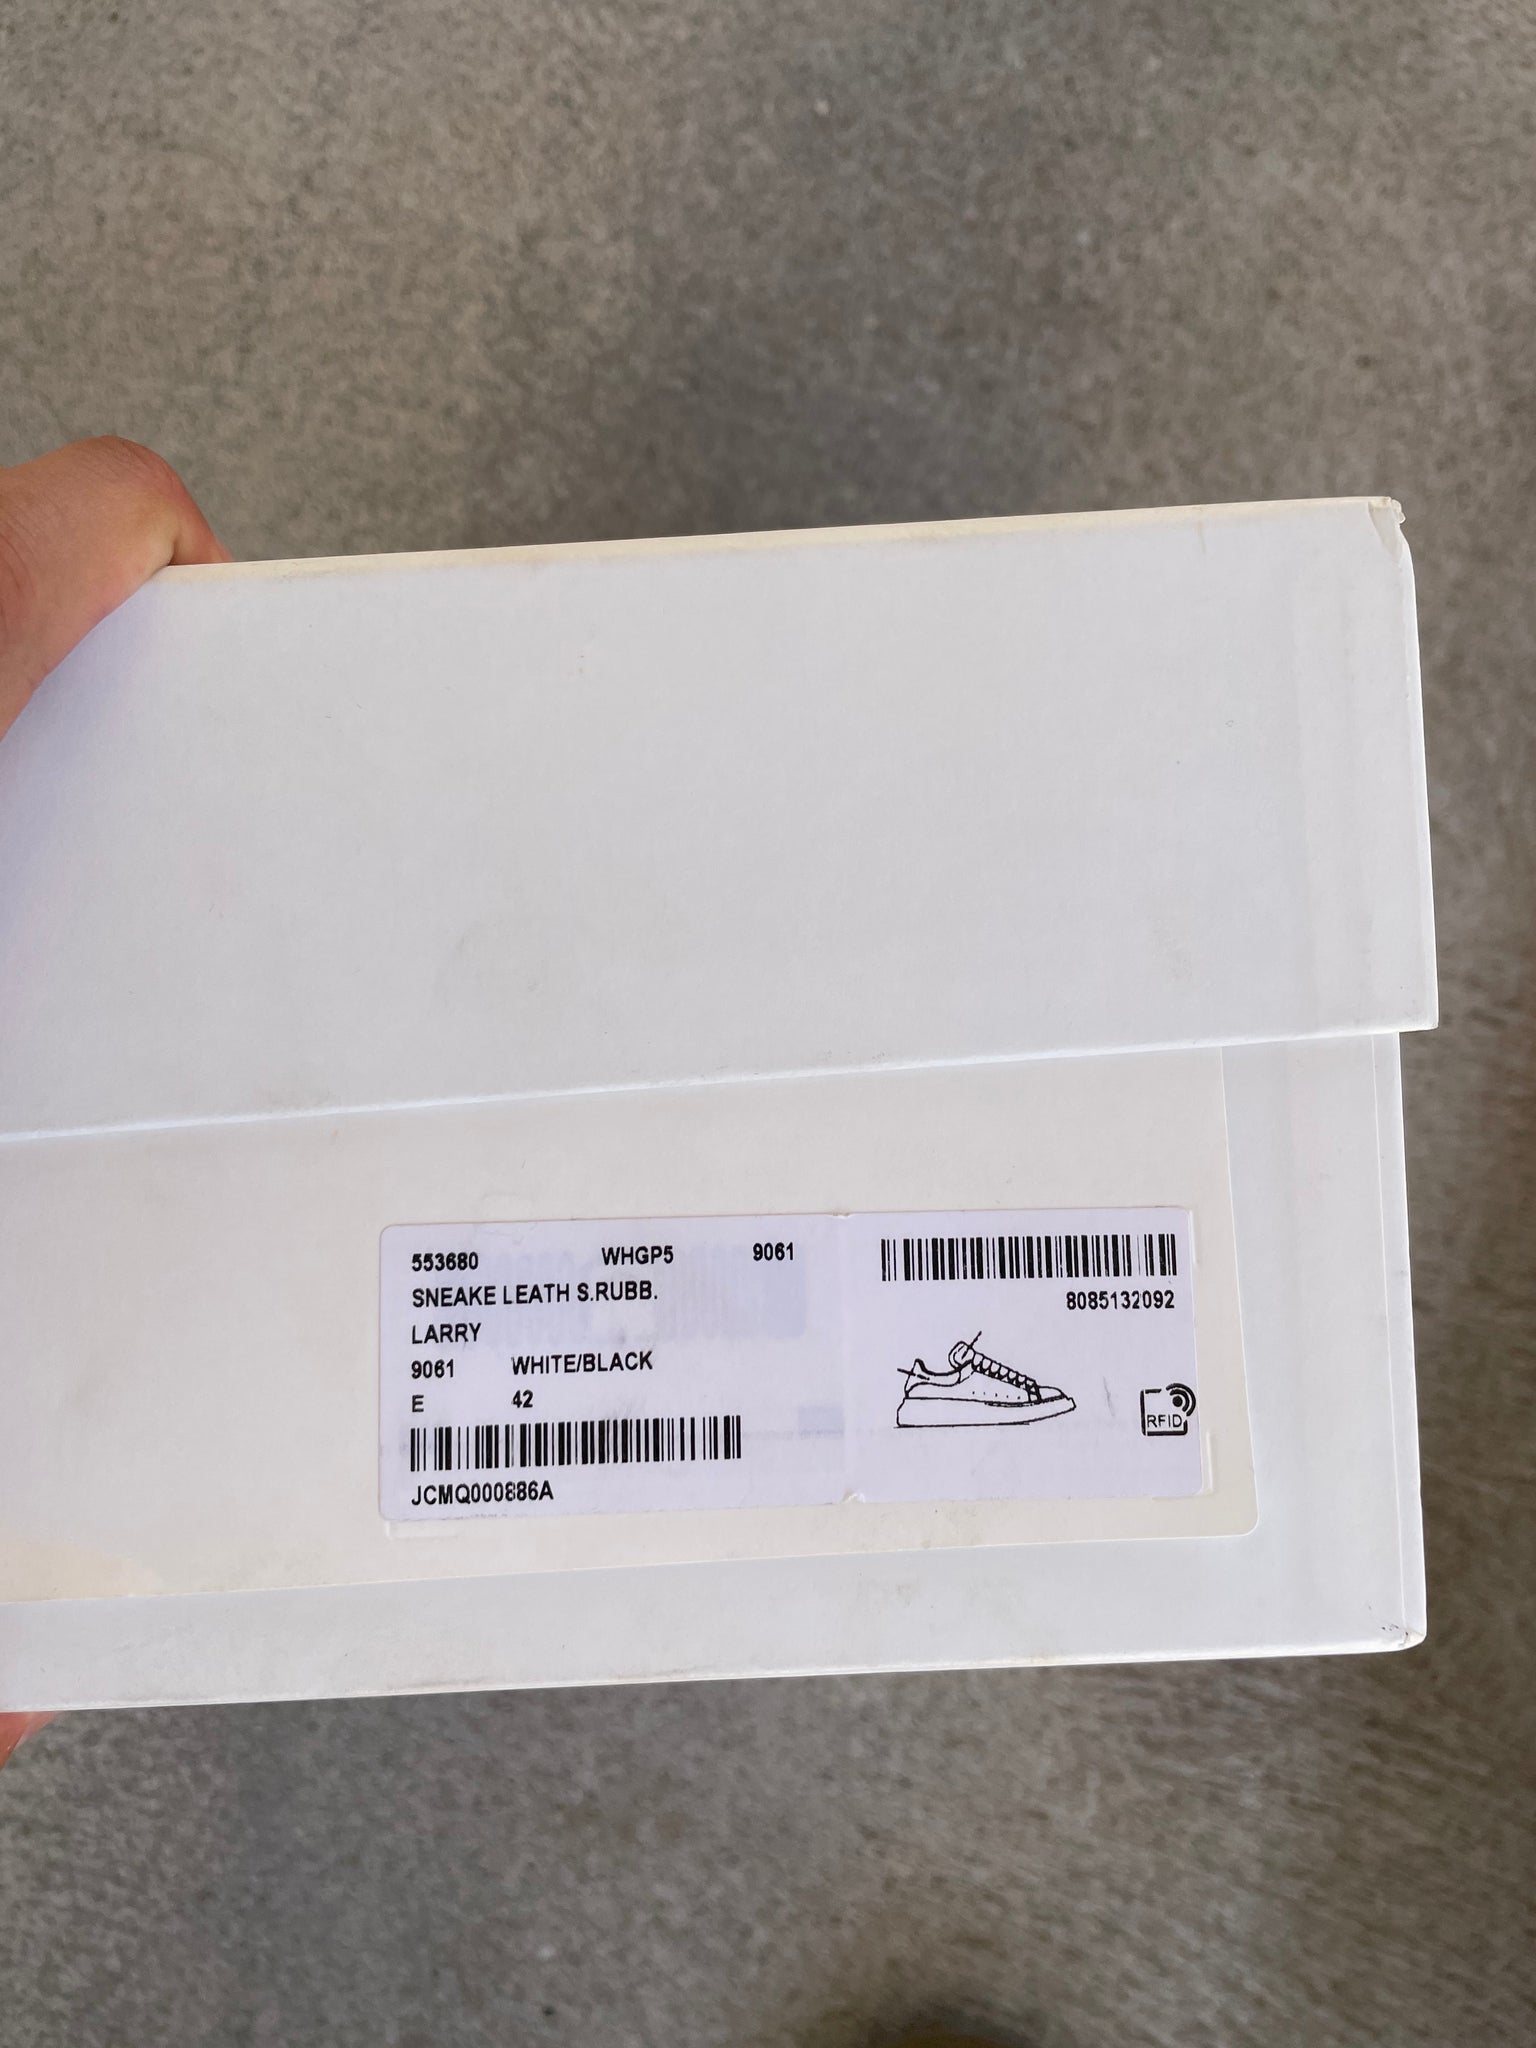 553680 WHGP5 9061
SNEAKE LEATH S.RUBB.
LARRY
9061 WHITE/BLACK
E 42
JCMQ000886A
8085132092
RFID